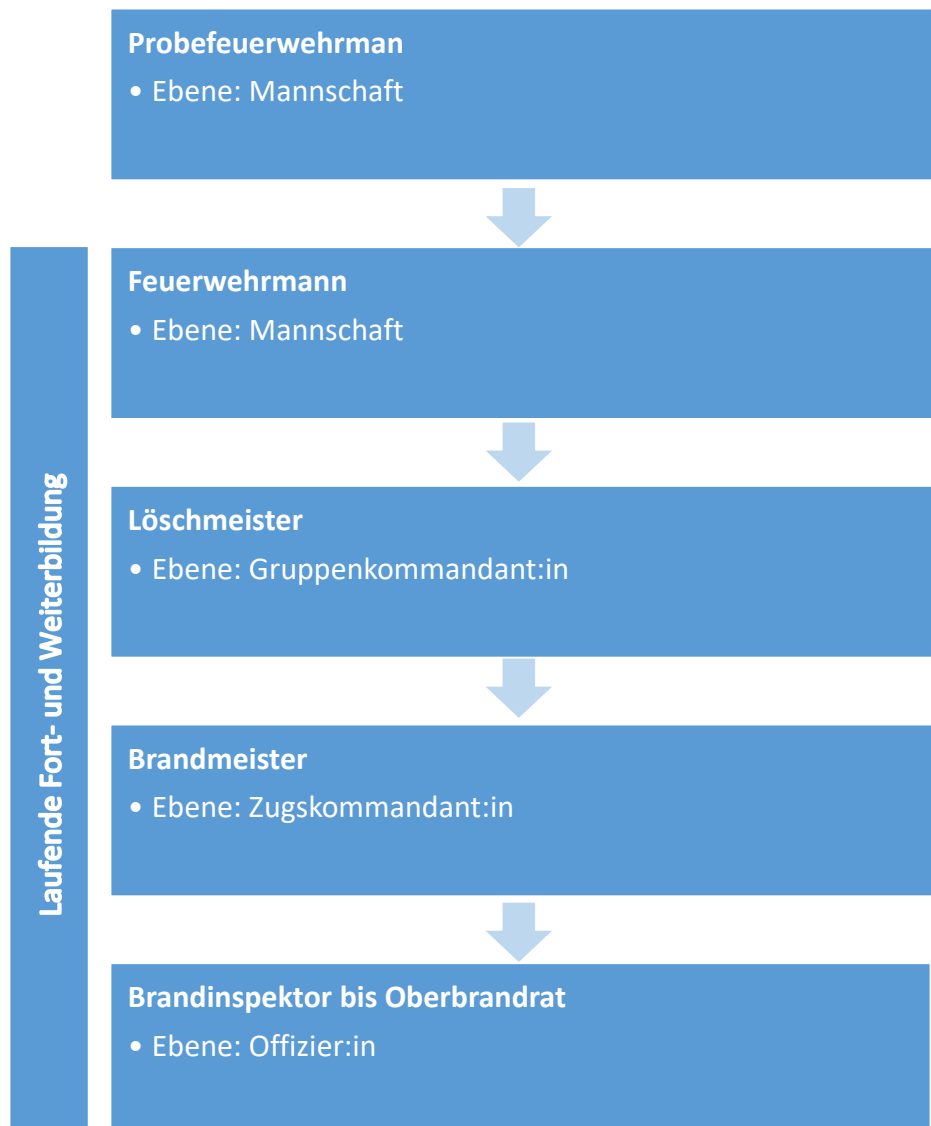 Probefeuerwehrman
• Ebene: Mannschaft
Feuerwehrmann
• Ebene: Mannschaft
Löschmeister
• Ebene: Gruppenkommandant:in
Brandmeister
• Ebene: Zugskommandant:in
Brandinspektor bis Oberbrandrat
• Ebene: Offizier:in
Laufende Fort- und Weiterbildung